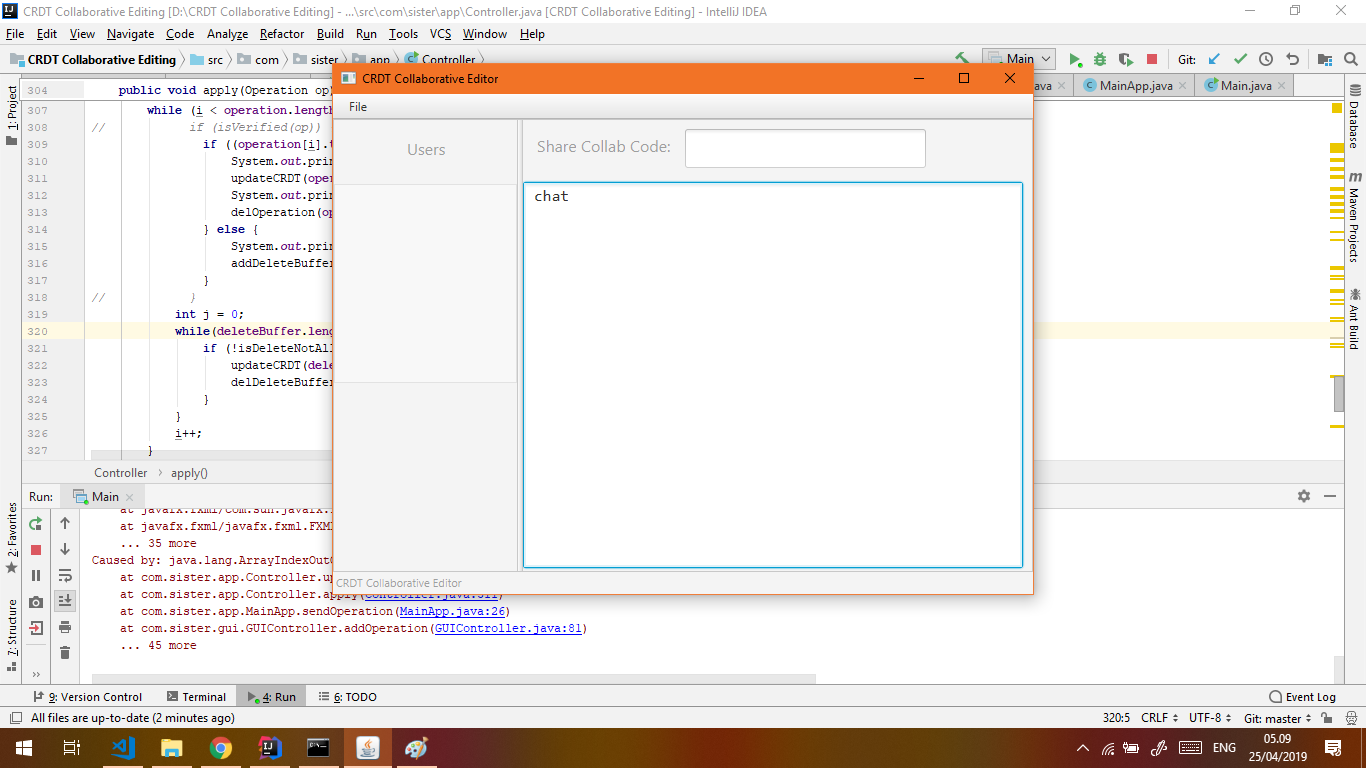 CRDT Collaborative Editing [D:\CRDT Collaborative Editing] - ...\src\com\sister\app\Controller.java [CRDT Collaborative Editing] - IntelliJ IDEA
File Edit View Navigate Code Analyze Refactor Build Run Tools VCS Window Help
CRDT Collaborative Editing src com sister app Controller Main Git:
CRDT Collaborative Editor
ava MainApp.java Main.java
File
Users
Share Collab Code:
chat
CRDT Collaborative Editor
1: Project
2: Favorites
7: Structure
Database
Maven Projects
Ant Build
304 public void apply(Operation op)
307 while (i < operation.length
308 // if (isVerified(op))
309 if ((operation[i].t
310 System.out.prin
311 updateCRDT(oper
312 System.out.prin
313 delOperation(op
314 } else {
315 System.out.prin
316 addDeleteBuffer
317 }
318 // }
319 int j = 0;
320 while(deleteBuffer.leng
321 if (!isDeleteNotAll
322 updateCRDT(dele
323 delDeleteBuffer
324 }
325 }
326 i++;
327 }
Controller apply()
Run: Main
at javafx.fxml/com.sun.javafx.f
at javafx.fxml/javafx.fxml.FXM
... 35 more
Caused by: java.lang.ArrayIndexOut
at com.sister.app.Controller.up
at com.sister.app.Controller.apply(Controller.java:311)
at com.sister.app.MainApp.sendOperation(MainApp.java:26)
at com.sister.gui.GUIController.addOperation(GUIController.java:81)
... 45 more
9: Version Control Terminal 4: Run 6: TODO Event Log
All files are up-to-date (2 minutes ago) 320:5 CRLF UTF-8 Git: master
ENG
05.09
25/04/2019